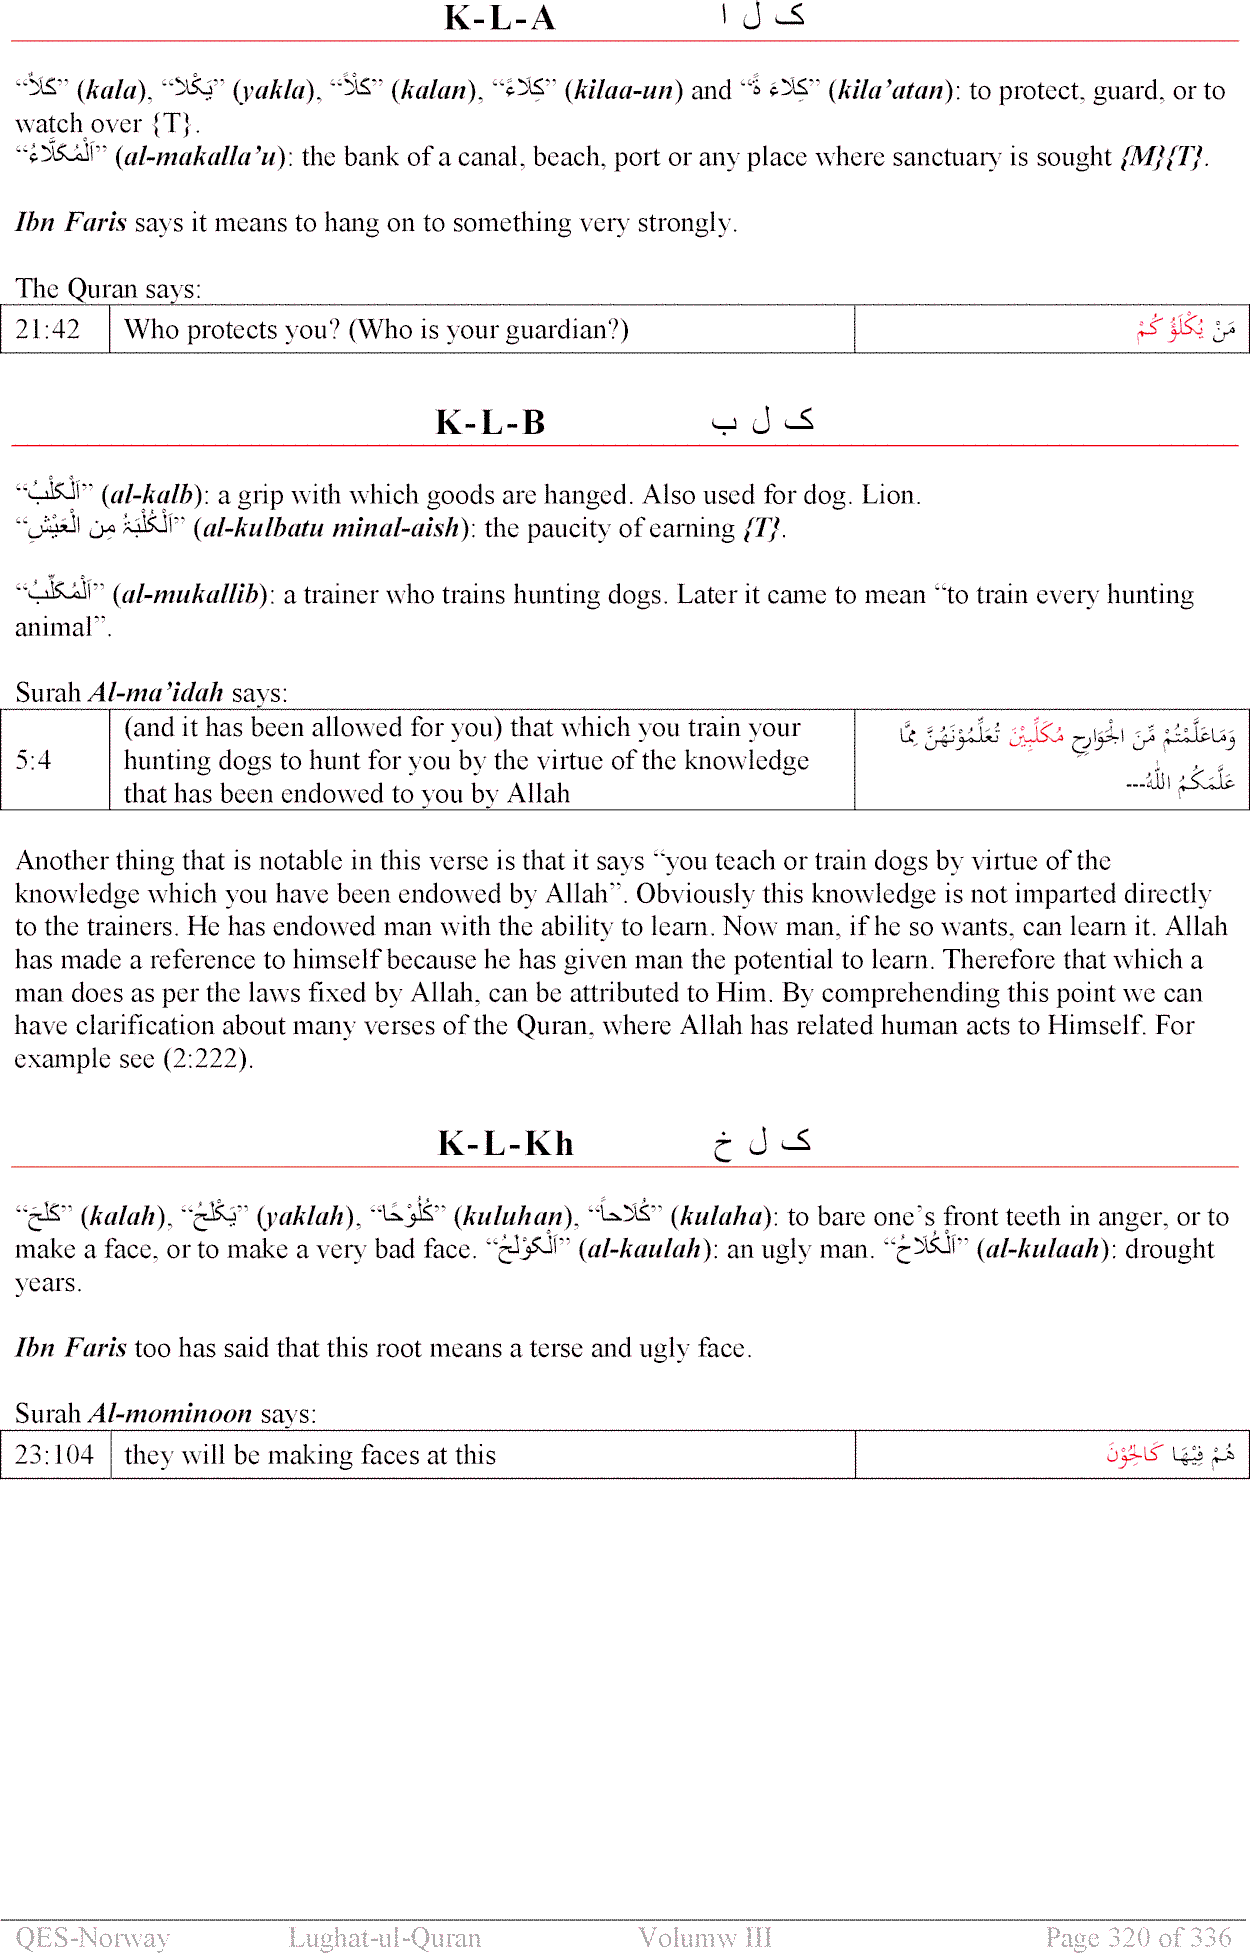 K-L-A ک ل ا
“کَلَاٌ” (kala), “یَکْلاَ” (yakla), “کَلْاً” (kalan), “کِلَاءً” (kilaa-un) and “کِلَاءَ ۃً” (kila’atan): to protect, guard, or to
watch over {T}.
“اَلْمُکَلَّاءُ” (al-makalla’u): the bank of a canal, beach, port or any place where sanctuary is sought {M}{T}.
Ibn Faris says it means to hang on to something very strongly.
The Quran says:
21:42 Who protects you? (Who is your guardian?) مَنْ یُکْلَؤُ کُمْ
K-L-B ک ل ب
“اَلْکَلْبُ” (al-kalb): a grip with which goods are hanged. Also used for dog. Lion.
“اَلْکُلْبَۃُ مِن الْعَیْشِ” (al-kulbatu minal-aish): the paucity of earning {T}.
“اَلْمُکَلِّبُ” (al-mukallib): a trainer who trains hunting dogs. Later it came to mean “to train every hunting
animal”.
Surah Al-ma’idah says:
5:4 (and it has been allowed for you) that which you train your وَمَاعَلَّمْتُمْ مِّنَ الْجَوَارِحِ مُکَلِّبِیْنَ تُعَلِّمُوْنَهُنَّ مِمَّا
hunting dogs to hunt for you by the virtue of the knowledge
that has been endowed to you by Allah عَلَّمَکُمُ اللّٰهُ---
Another thing that is notable in this verse is that it says “you teach or train dogs by virtue of the
knowledge which you have been endowed by Allah”. Obviously this knowledge is not imparted directly
to the trainers. He has endowed man with the ability to learn. Now man, if he so wants, can learn it. Allah
has made a reference to himself because he has given man the potential to learn. Therefore that which a
man does as per the laws fixed by Allah, can be attributed to Him. By comprehending this point we can
have clarification about many verses of the Quran, where Allah has related human acts to Himself. For
example see (2:222).
K-L-Kh ک ل خ
“کَلَحَ” (kalah), “یَکْلَحُ” (yaklah), “کُلُوْحًا” (kuluhan), “کُلَاحاً” (kulaha): to bare one’s front teeth in anger, or to
make a face, or to make a very bad face. “اَلْکَوْلَحُ” (al-kaulah): an ugly man. “اَلْکُلَاحُ” (al-kulaah): drought
years.
Ibn Faris too has said that this root means a terse and ugly face.
Surah Al-mominoon says:
23:104 they will be making faces at this هُمْ فِیْهَا کَالِحُوْنَ
QES-Norway Lughat-ul-Quran Volumw III Page 320 of 336